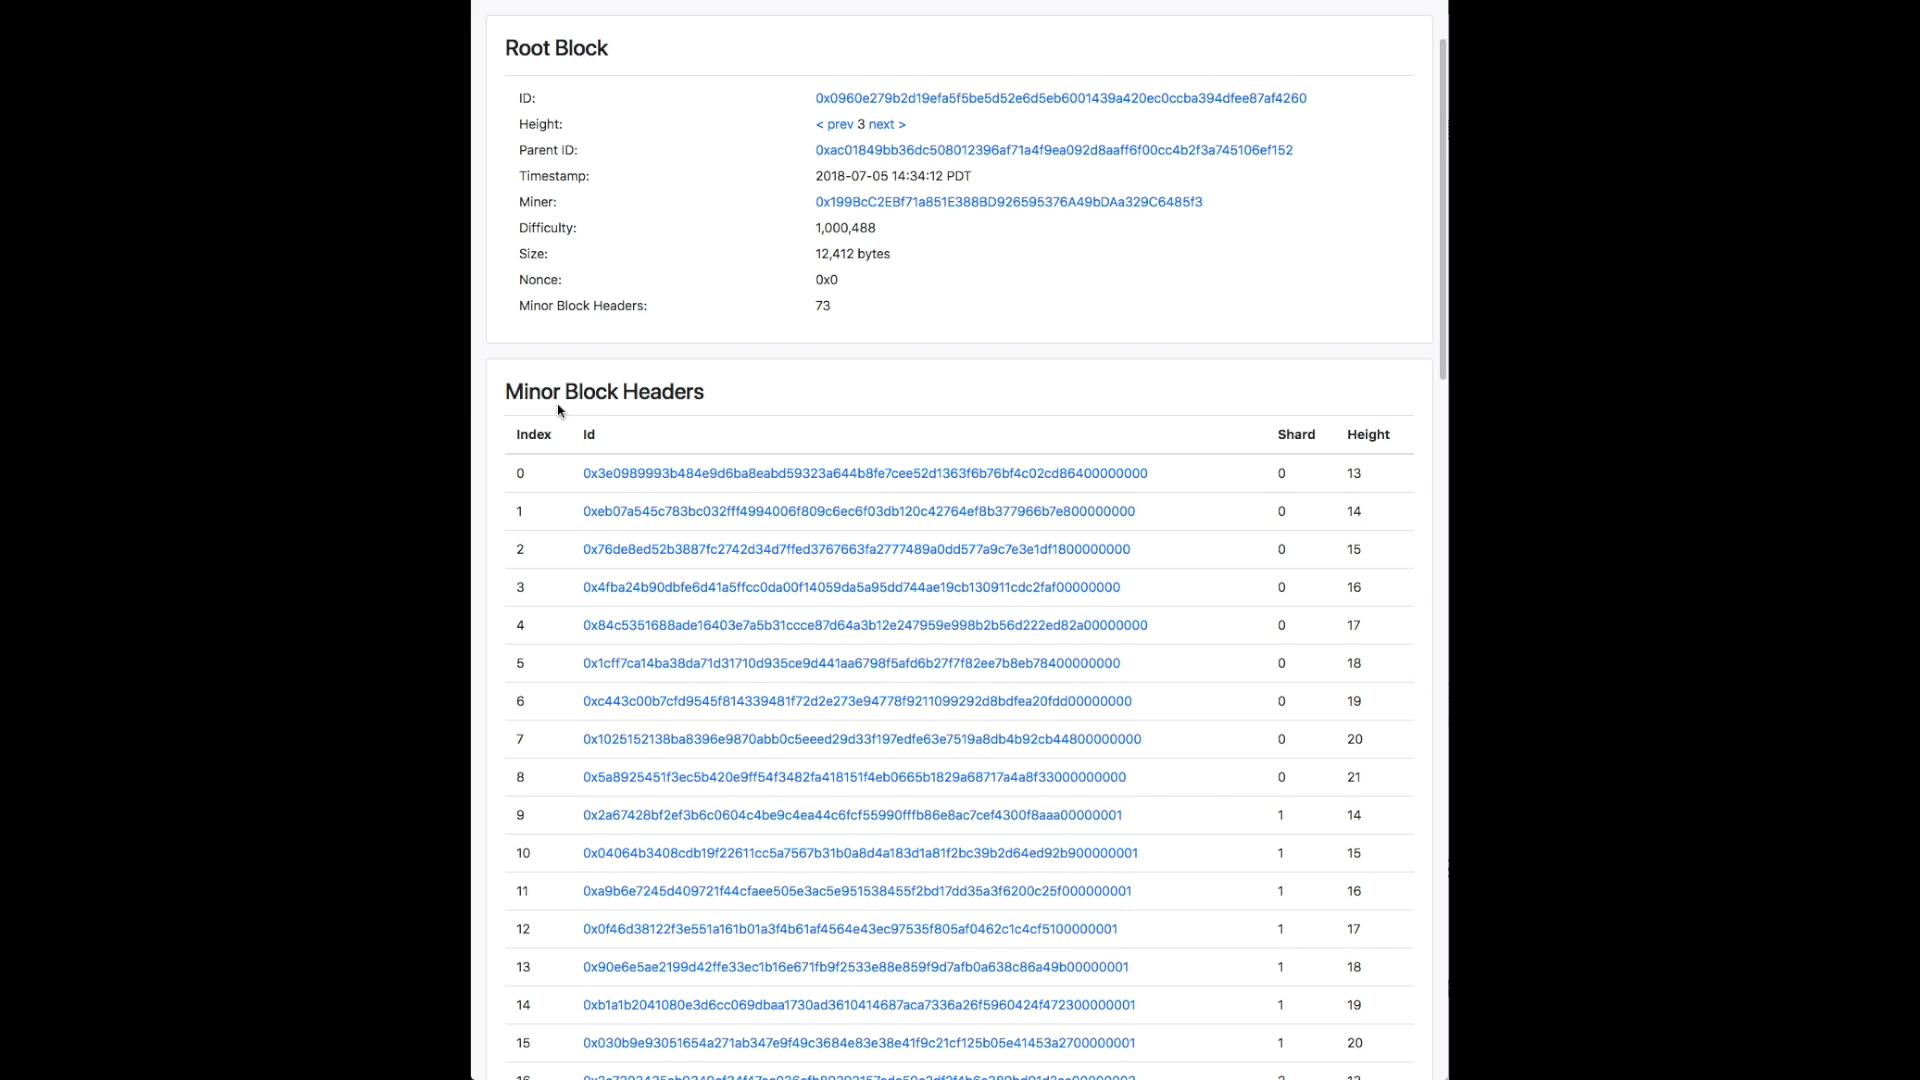 Root Block
ID: 0x0960e279b2d19efa5f5be5d52e6d5eb6001439a420ec0ccba394dfee87af4260
Height: < prev 3 next >
Parent ID: 0xac01849bb36dc508012396af71a4f9ea092d8aaff6f00cc4b2f3a745106ef152
Timestamp: 2018-07-05 14:34:12 PDT
Miner: 0x199BcC2EBf71a851E388BD926595376A49bDAa329C6485f3
Difficulty: 1,000,488
Size: 12,412 bytes
Nonce: 0x0
Minor Block Headers: 73
Minor Block Headers
Index Id Shard Height
0 0x3e0989993b484e9d6ba8eabd59323a644b8fe7cee52d1363f6b76bf4c02cd86400000000 0 13
1 0xeb07a545c783bc032fff4994006f809c6ec6f03db120c42764ef8b377966b7e800000000 0 14
2 0x76de8ed52b3887fc2742d34d7ffed3767663fa2777489a0dd577a9c7e3e1df1800000000 0 15
3 0x4fba24b90dbfe6d41a5ffcc0da00f14059da5a95dd744ae19cb130911cdc2faf00000000 0 16
4 0x84c5351688ade16403e7a5b31ccce87d64a3b12e247959e998b2b56d222ed82a00000000 0 17
5 0x1cff7ca14ba38da71d31710d935ce9d441aa6798f5afd6b27f7f82ee7b8eb78400000000 0 18
6 0xc443c00b7cfd9545f814339481f72d2e273e94778f9211099292d8bdfea20fdd00000000 0 19
7 0x1025152138ba8396e9870abb0c5eeed29d33f197edfe63e7519a8db4b92cb44800000000 0 20
8 0x5a8925451f3ec5b420e9ff54f3482fa418151f4eb0665b1829a68717a4a8f33000000000 0 21
9 0x2a67428bf2ef3b6c0604c4be9c4ea44c6fcf55990fffb86e8ac7cef4300f8aaa00000001 1 14
10 0x04064b3408cdb19f22611cc5a7567b31b0a8d4a183d1a81f2bc39b2d64ed92b900000001 1 15
11 0xa9b6e7245d409721f44cfaee505e3ac5e951538455f2bd17dd35a3f6200c25f000000001 1 16
12 0x0f46d38122f3e551a161b01a3f4b61af4564e43ec97535f805af0462c1c4cf5100000001 1 17
13 0x90e6e5ae2199d42ffe33ec1b16e671fb9f2533e88e859f9d7afb0a638c86a49b00000001 1 18
14 0xb1a1b2041080e3d6cc069dbaa1730ad3610414687aca7336a26f5960424f472300000001 1 19
15 0x030b9e93051654a271ab347e9f49c3684e83e38e41f9c21cf125b05e41453a2700000001 1 20